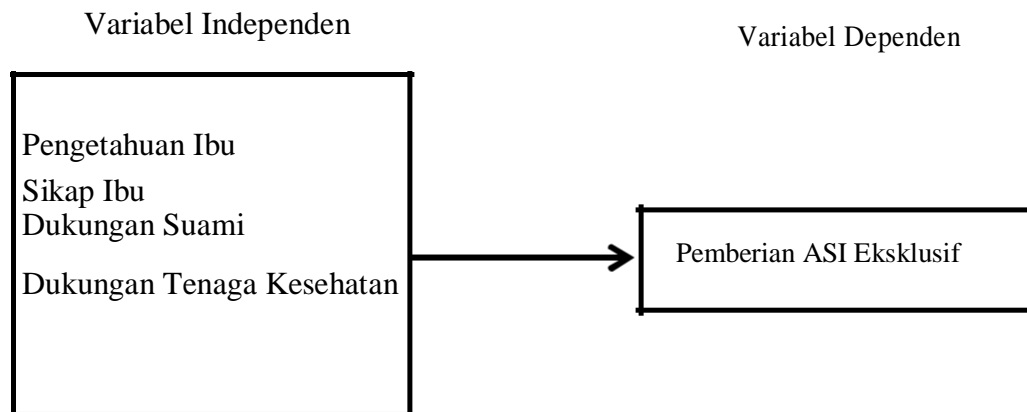 Variabel Independen
Variabel Dependen
Pengetahuan Ibu
Sikap Ibu
Dukungan Suami
Dukungan Tenaga Kesehatan
Pemberian ASI Eksklusif